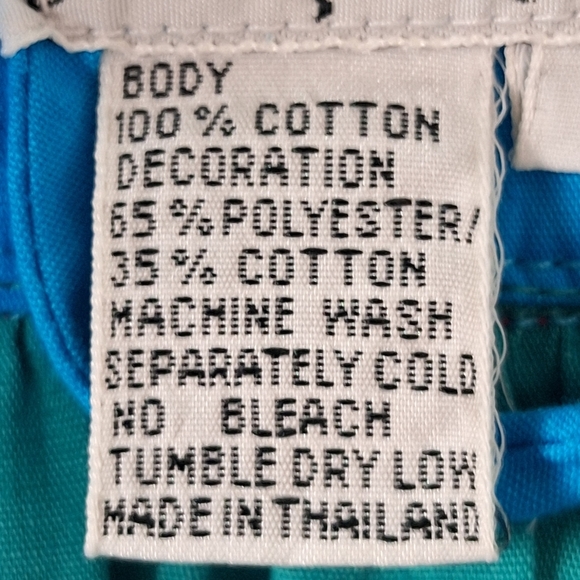 BODY
100% COTTON
DECORATION
65% POLYESTER/
35% COTTON
MACHINE WASH
SEPARATELY COLD
NO BLEACH
TUMBLE DRY LOW
MADE IN THAILAND